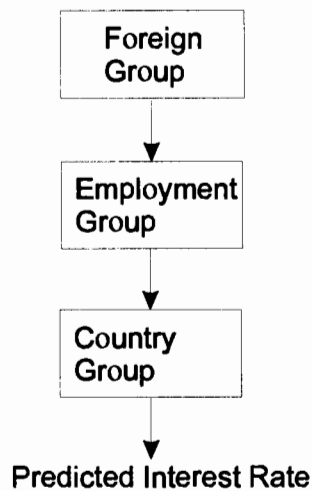 Foreign
Group
Employment
Group
Country
Group
Predicted Interest Rate